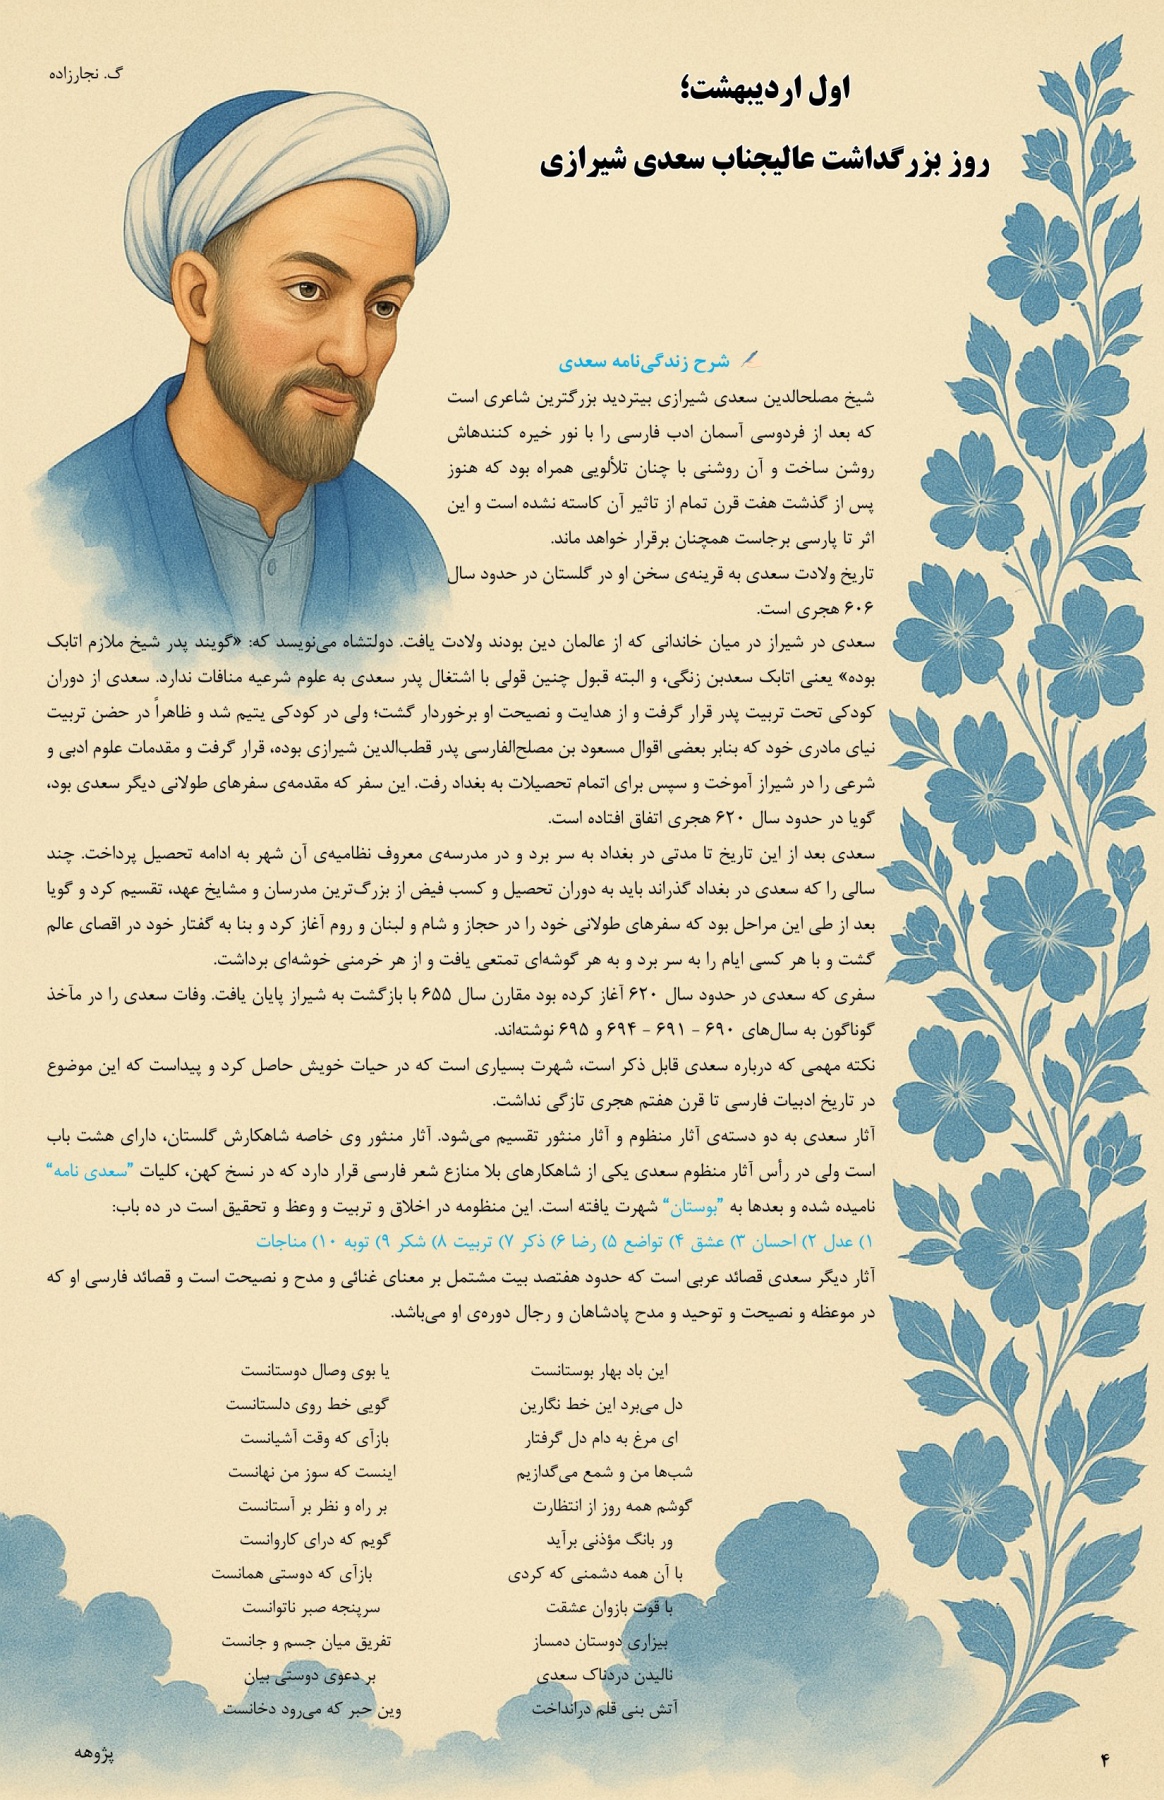 گ. نجارزاده
اول اردیبهشت؛
روز بزرگداشت عالیجناب سعدی شیرازی
شرح زندگی‌نامه سعدی
شیخ مصلحالدین سعدی شیرازی بیتردید بزرگترین شاعری است
که بعد از فردوسی آسمان ادب فارسی را با نور خیره کنندهاش
روشن ساخت و آن روشنی با چنان تلألویی همراه بود که هنوز
پس از گذشت هفت قرن تمام از تاثیر آن کاسته نشده است و این
اثر تا پارسی برجاست همچنان برقرار خواهد ماند.
تاریخ ولادت سعدی به قرینه‌ی سخن او در گلستان در حدود سال
۶۰۶ هجری است.
سعدی در شیراز در میان خاندانی که از عالمان دین بودند ولادت یافت. دولتشاه می‌نویسد که: «گویند پدر شیخ ملازم اتابک
بوده» یعنی اتابک سعدبن زنگی، و البته قبول چنین قولی با اشتغال پدر سعدی به علوم شرعیه منافات ندارد. سعدی از دوران
کودکی تحت تربیت پدر قرار گرفت و از هدایت و نصیحت او برخوردار گشت؛ ولی در کودکی یتیم شد و ظاهراً در حضن تربیت
نیای مادری خود که بنابر بعضی اقوال مسعود بن مصلح‌الفارسی پدر قطب‌الدین شیرازی بوده، قرار گرفت و مقدمات علوم ادبی و
شرعی را در شیراز آموخت و سپس برای اتمام تحصیلات به بغداد رفت. این سفر که مقدمه‌ی سفرهای طولانی دیگر سعدی بود،
گویا در حدود سال ۶۲۰ هجری اتفاق افتاده است.
سعدی بعد از این تاریخ تا مدتی در بغداد به سر برد و در مدرسه‌ی معروف نظامیه‌ی آن شهر به ادامه تحصیل پرداخت. چند
سالی را که سعدی در بغداد گذراند باید به دوران تحصیل و کسب فیض از بزرگ‌ترین مدرسان و مشایخ عهد، تقسیم کرد و گویا
بعد از طی این مراحل بود که سفرهای طولانی خود را در حجاز و شام و لبنان و روم آغاز کرد و بنا به گفتار خود در اقصای عالم
گشت و با هر کسی ایام را به سر برد و به هر گوشه‌ای تمتعی یافت و از هر خرمنی خوشه‌ای برداشت.
سفری که سعدی در حدود سال ۶۲۰ آغاز کرده بود مقارن سال ۶۵۵ با بازگشت به شیراز پایان یافت. وفات سعدی را در مآخذ
گوناگون به سال‌های ۶۹۰ - ۶۹۱ - ۶۹۴ و ۶۹۵ نوشته‌اند.
نکته مهمی که درباره سعدی قابل ذکر است، شهرت بسیاری است که در حیات خویش حاصل کرد و پیداست که این موضوع
در تاریخ ادبیات فارسی تا قرن هفتم هجری تازگی نداشت.
آثار سعدی به دو دسته‌ی آثار منظوم و آثار منثور تقسیم می‌شود. آثار منثور وی خاصه شاهکارش گلستان، دارای هشت باب
است ولی در رأس آثار منظوم سعدی یکی از شاهکارهای بلا منازع شعر فارسی قرار دارد که در نسخ کهن، کلیات "سعدی نامه"
نامیده شده و بعدها به "بوستان" شهرت یافته است. این منظومه در اخلاق و تربیت و وعظ و تحقیق است در ده باب:
۱) عدل ۲) احسان ۳) عشق ۴) تواضع ۵) رضا ۶) ذکر ۷) تربیت ۸) شکر ۹) توبه ۱۰) مناجات
آثار دیگر سعدی قصائد عربی است که حدود هفتصد بیت مشتمل بر معنای غنائی و مدح و نصیحت است و قصائد فارسی او که
در موعظه و نصیحت و توحید و مدح پادشاهان و رجال دوره‌ی او می‌باشد.
این باد بهار بوستانست یا بوی وصال دوستانست
دل می‌برد این خط نگارین گویی خط روی دلستانست
ای مرغ به دام دل گرفتار بازآی که وقت آشیانست
شب‌ها من و شمع می‌گدازیم اینست که سوز من نهانست
گوشم همه روز از انتظارت بر راه و نظر بر آستانست
ور بانگ مؤذنی برآید گویم که درای کاروانست
با آن همه دشمنی که کردی بازآی که دوستی همانست
با قوت بازوان عشقت سرپنجه صبر ناتوانست
بیزاری دوستان دمساز تفریق میان جسم و جانست
نالیدن دردناک سعدی بر دعوی دوستی بیان
آتش بنی قلم درانداخت وین حبر که می‌رود دخانست
پژوهه
۴